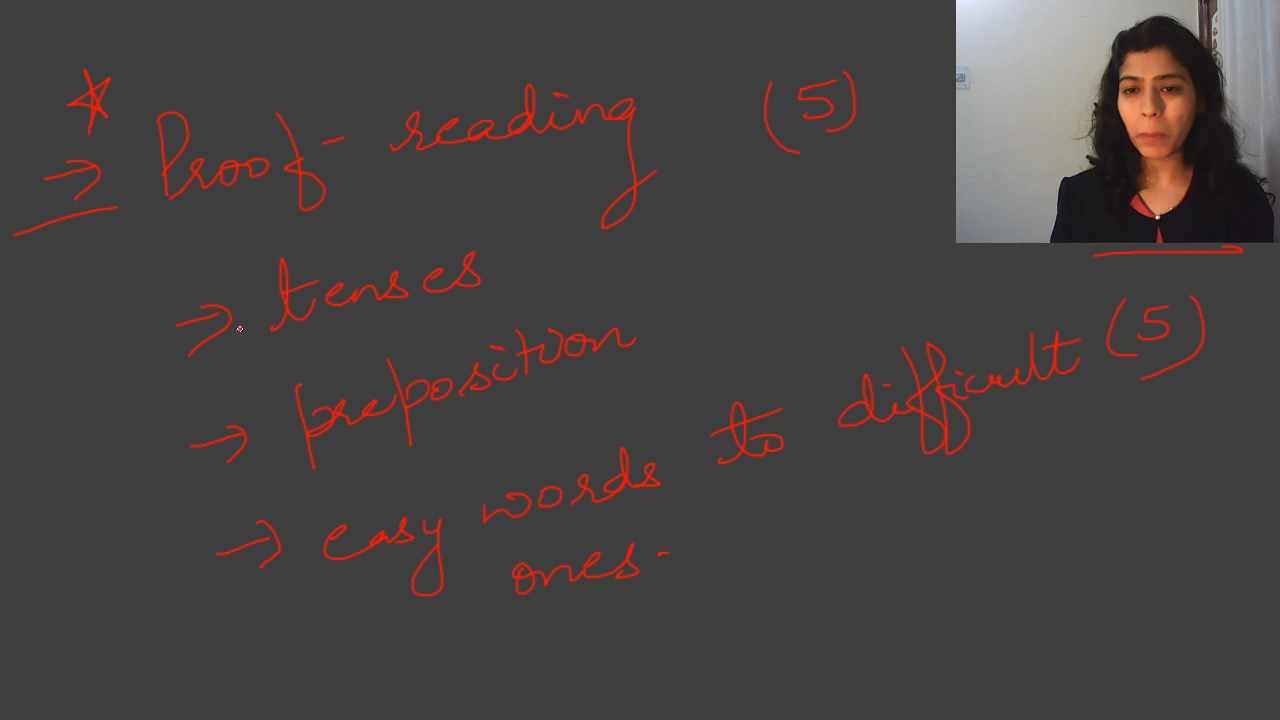 * → Proof-reading (5)
→ tenses
→ preposition
→ easy words to difficult (5)
ones.